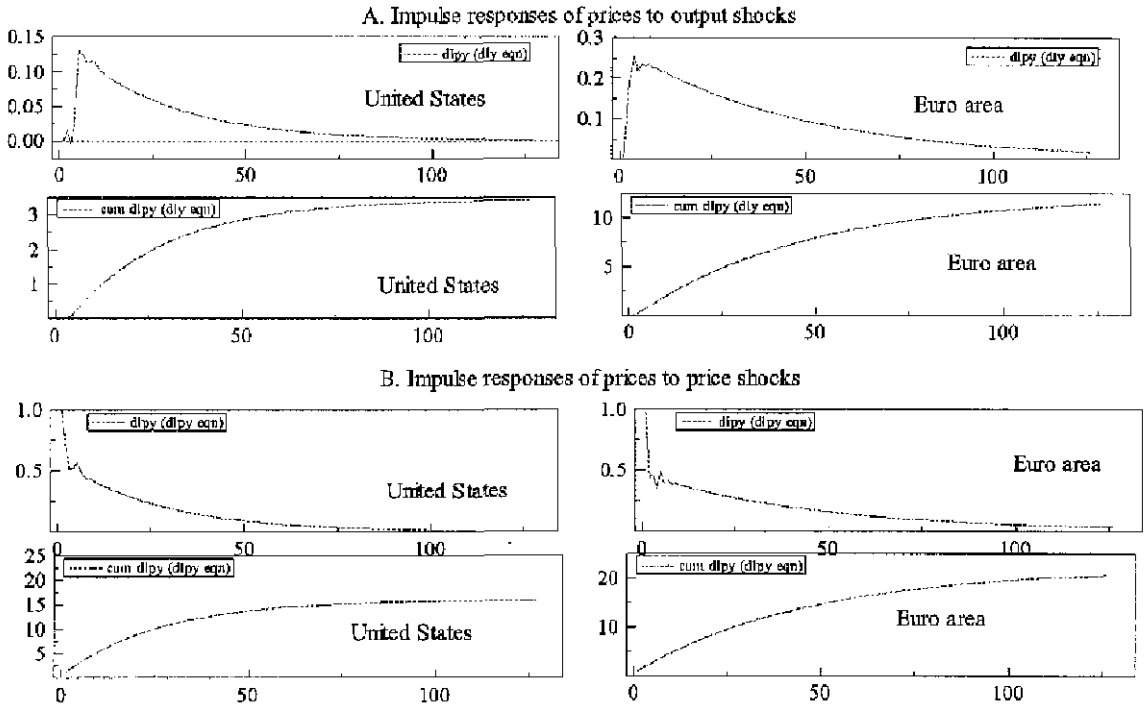 A. Impulse responses of prices to output shocks
0.15
0.10
0.05
0.00
dlpy (dly eqn)
United States
0
50
100
0.3
0.2
0.1
dlpy (dly eqn)
Euro area
0
50
100
3
2
1
cum dlpy (dly eqn)
United States
0
50
100
10
5
cum dlpy (dly eqn)
Euro area
0
50
100
B. Impulse responses of prices to price shocks
1.0
0.5
dlpy (dlpy eqn)
United States
0
50
100
1.0
0.5
dlpy (dlpy eqn)
Euro area
0
50
100
25
20
15
10
5
cum dlpy (dlpy eqn)
United States
0
50
100
20
10
cum dlpy (dlpy eqn)
Euro area
0
50
100